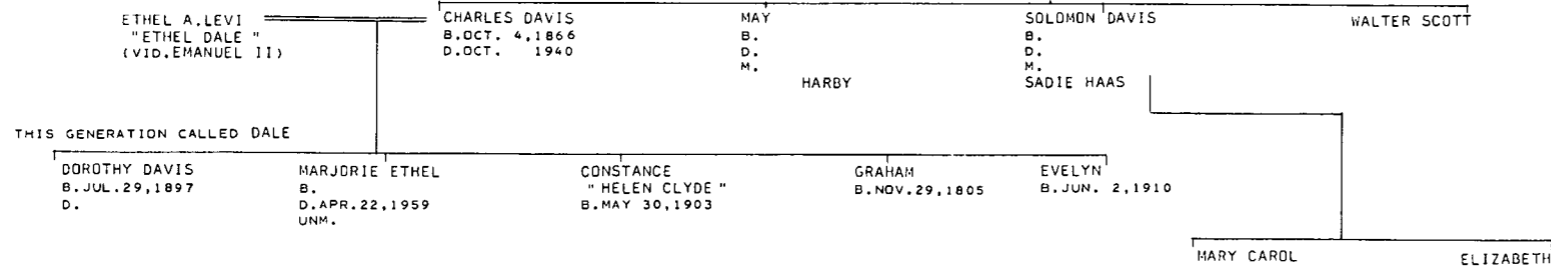 ETHEL A.LEVI
"ETHEL DALE "
(VID.EMANUEL II)
CHARLES DAVIS
B.OCT. 4,1866
D.OCT. 1940
MAY
B.
D.
M.
HARBY
SOLOMON DAVIS
B.
D.
M.
SADIE HAAS
WALTER SCOTT
THIS GENERATION CALLED DALE
DOROTHY DAVIS
B.JUL.29,1897
D.
MARJORIE ETHEL
B.
D.APR.22,1959
UNM.
CONSTANCE
"HELEN CLYDE "
B.MAY 30,1903
GRAHAM
B.NOV.29,1805
EVELYN
B.JUN. 2,1910
MARY CAROL
ELIZABETH